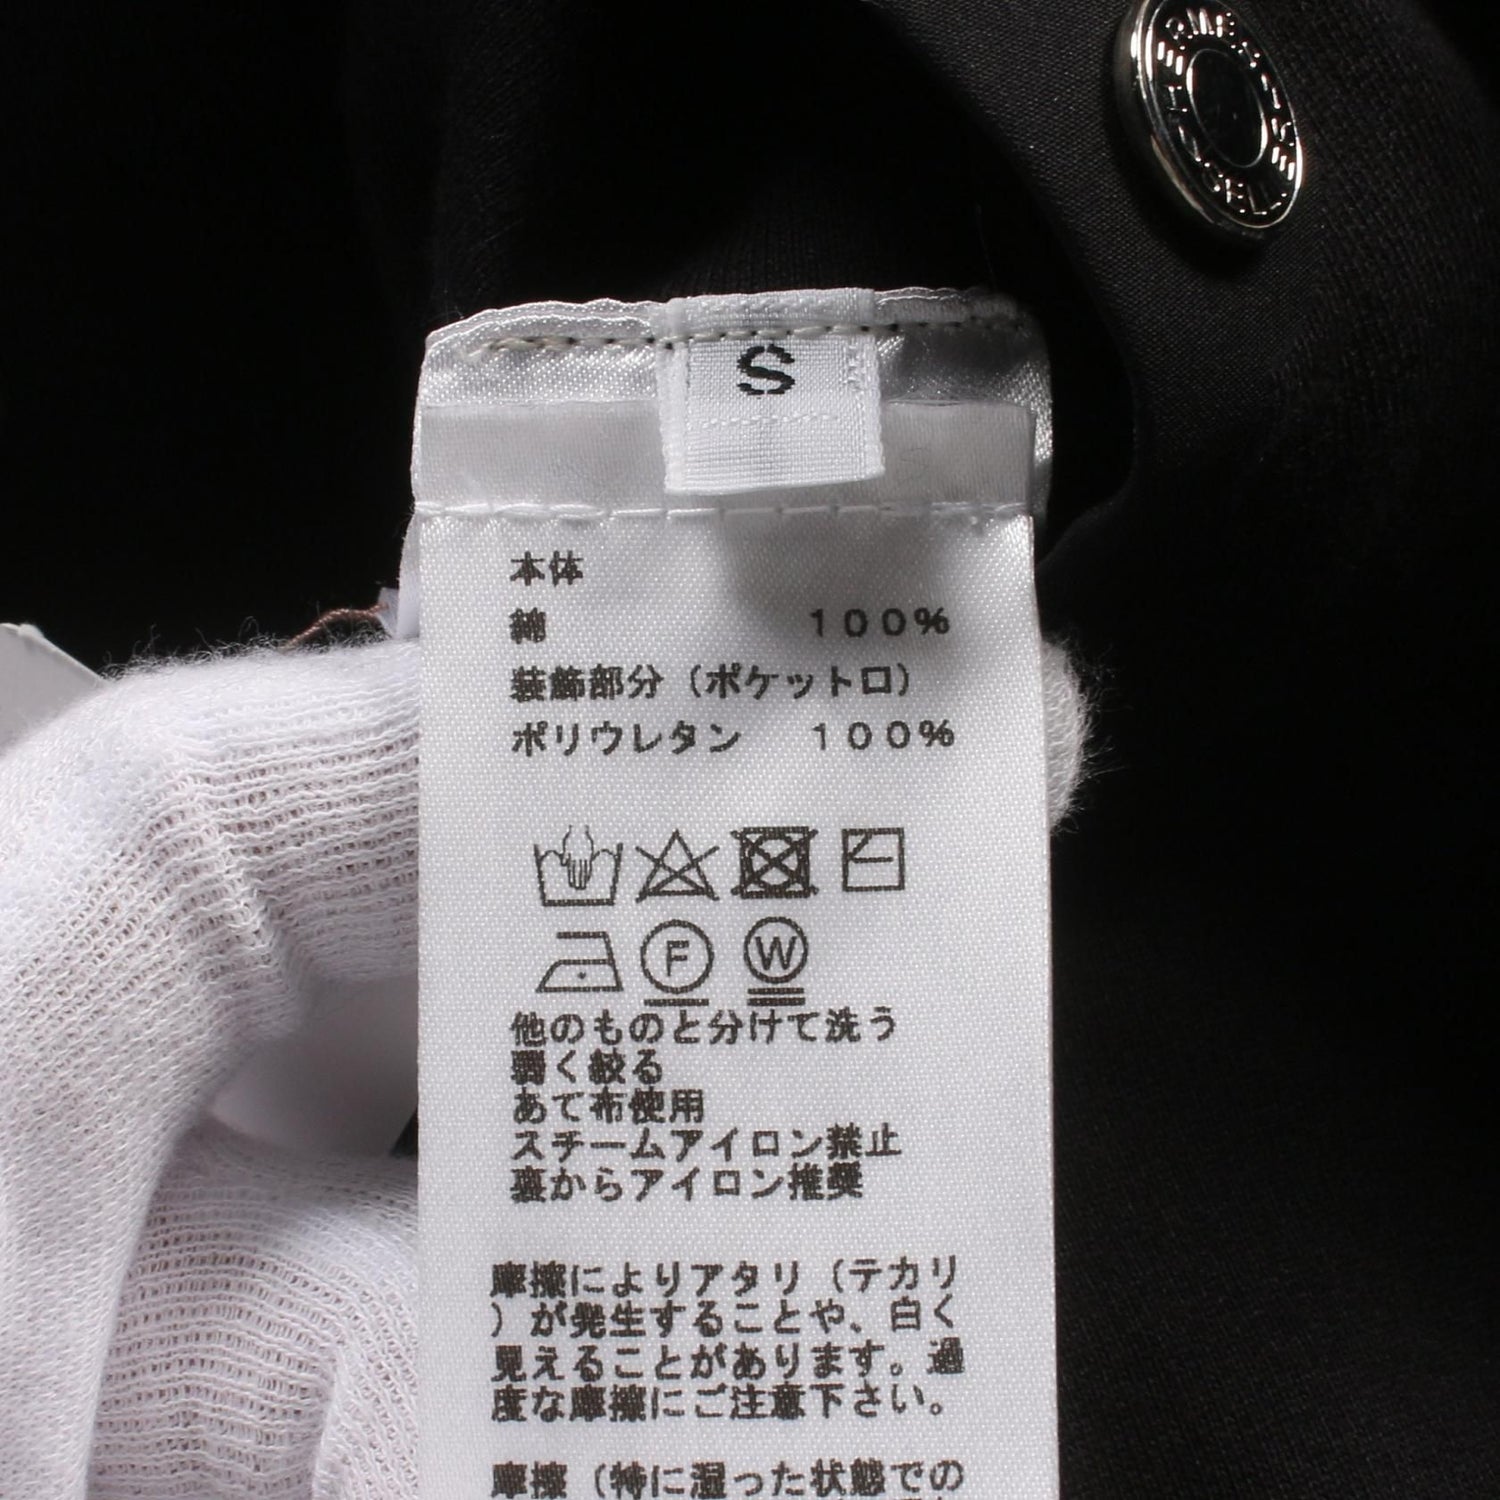 S
本体
綿 100%
装飾部分（ポケット口）
ポリウレタン 100%
F W
他のものと分けて洗う
弱く絞る
あて布使用
スチームアイロン禁止
裏からアイロン推奨
摩擦によりアタリ（テカリ
）が発生することや、白く
見えることがあります。過
度な摩擦にご注意下さい。
摩擦（特に湿った状態での